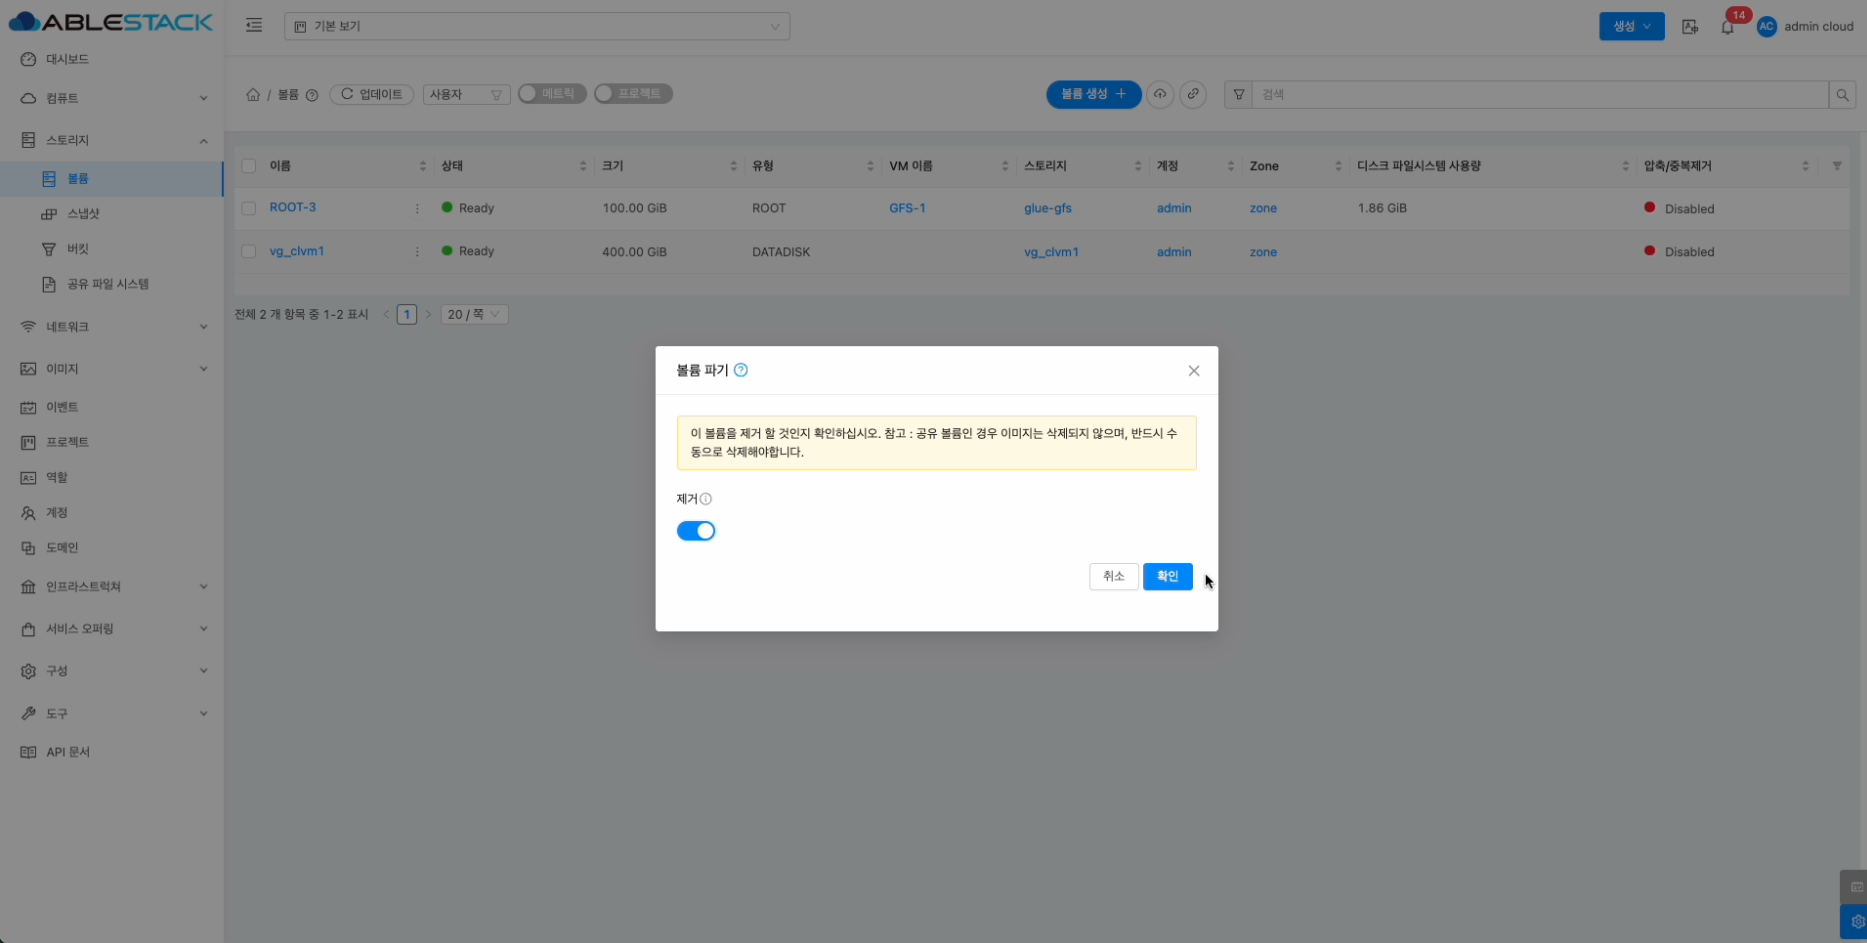 ABLESTACK
기본 보기
생성
14
AC
admin cloud
대시보드
컴퓨트
스토리지
볼륨
스냅샷
버킷
공유 파일 시스템
네트워크
이미지
이벤트
프로젝트
역할
계정
도메인
인프라스트럭쳐
서비스 오퍼링
구성
도구
API 문서
/ 볼륨
업데이트
사용자
메트릭
프로젝트
볼륨 생성 +
검색
이름 상태 크기 유형 VM 이름 스토리지 계정 Zone 디스크 파일시스템 사용량 압축/중복제거
ROOT-3 Ready 100.00 GiB ROOT GFS-1 glue-gfs admin zone 1.86 GiB Disabled
vg_clvm1 Ready 400.00 GiB DATADISK vg_clvm1 admin zone Disabled
전체 2 개 항목 중 1-2 표시 < 1 > 20 / 쪽
볼륨 파기
이 볼륨을 제거 할 것인지 확인하십시오. 참고 : 공유 볼륨인 경우 이미지는 삭제되지 않으며, 반드시 수
동으로 삭제해야합니다.
제거
취소 확인